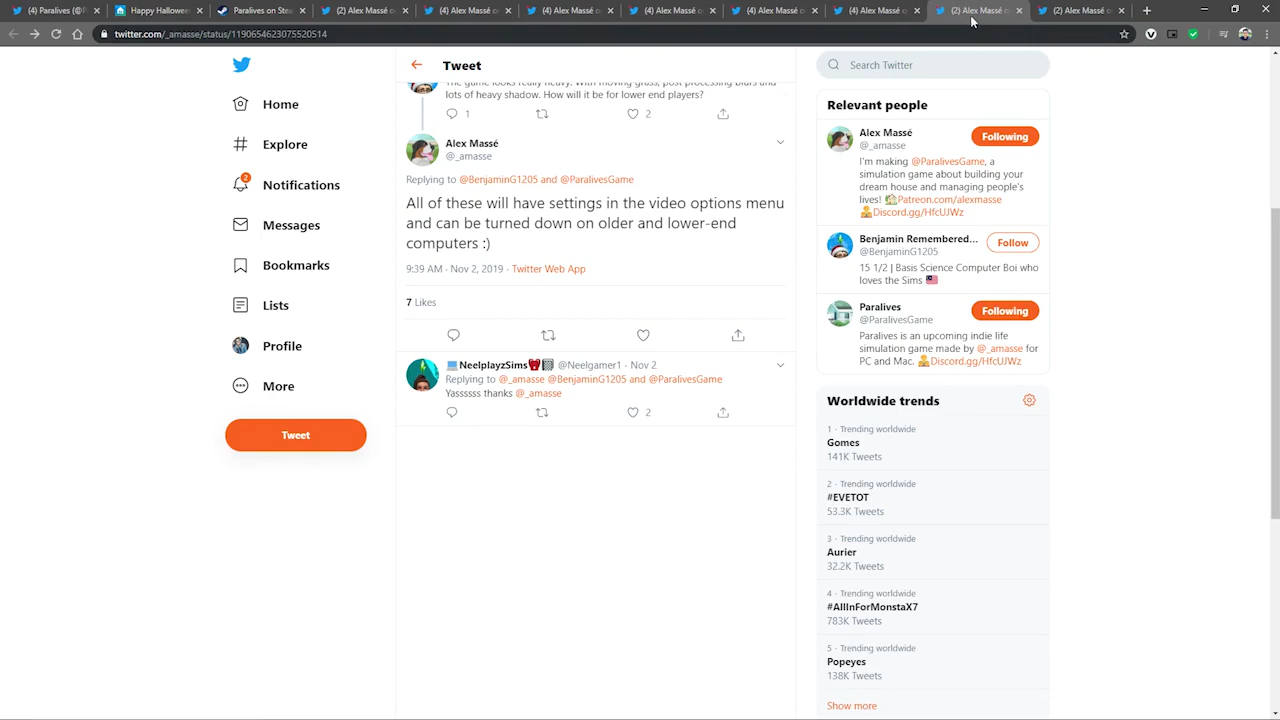 (4) Paralives (@P
Happy Hallowe
Paralives on Stea
(2) Alex Massé
(4) Alex Massé
(2) Alex Massé
(4) Alex Massé
(4) Alex Massé
(2) Alex Massé
(2) Alex Massé
twitter.com/_amasse/status/1190654623075520514
Home
Explore
2
Notifications
Messages
Bookmarks
Lists
Profile
More
Tweet
Tweet
The game looks really heavy. With moving grass, post processing blurs and
lots of heavy shadow. How will it be for lower end players?
1
2
Alex Massé
@_amasse
Replying to @BenjaminG1205 and @ParalivesGame
All of these will have settings in the video options menu
and can be turned down on older and lower-end
computers :)
9:39 AM · Nov 2, 2019 · Twitter Web App
7 Likes
NeelplayzSims @Neelgamer1 · Nov 2
Replying to @_amasse @BenjaminG1205 and @ParalivesGame
Yassssss thanks @_amasse
2
Search Twitter
Relevant people
Alex Massé
@_amasse
Following
I'm making @ParalivesGame, a
simulation game about building your
dream house and managing people's
lives! Patreon.com/alexmasse
Discord.gg/HfcUJWz
Benjamin Remembered...
@BenjaminG1205
Follow
15 1/2 | Basis Science Computer Boi who
loves the Sims
Paralives
@ParalivesGame
Following
Paralives is an upcoming indie life
simulation game made by @_amasse for
PC and Mac. Discord.gg/HfcUJWz
Worldwide trends
1 · Trending worldwide
Gomes
141K Tweets
2 · Trending worldwide
#EVETOT
53.3K Tweets
3 · Trending worldwide
Aurier
32.2K Tweets
4 · Trending worldwide
#AllInForMonstaX7
783K Tweets
5 · Trending worldwide
Popeyes
138K Tweets
Show more